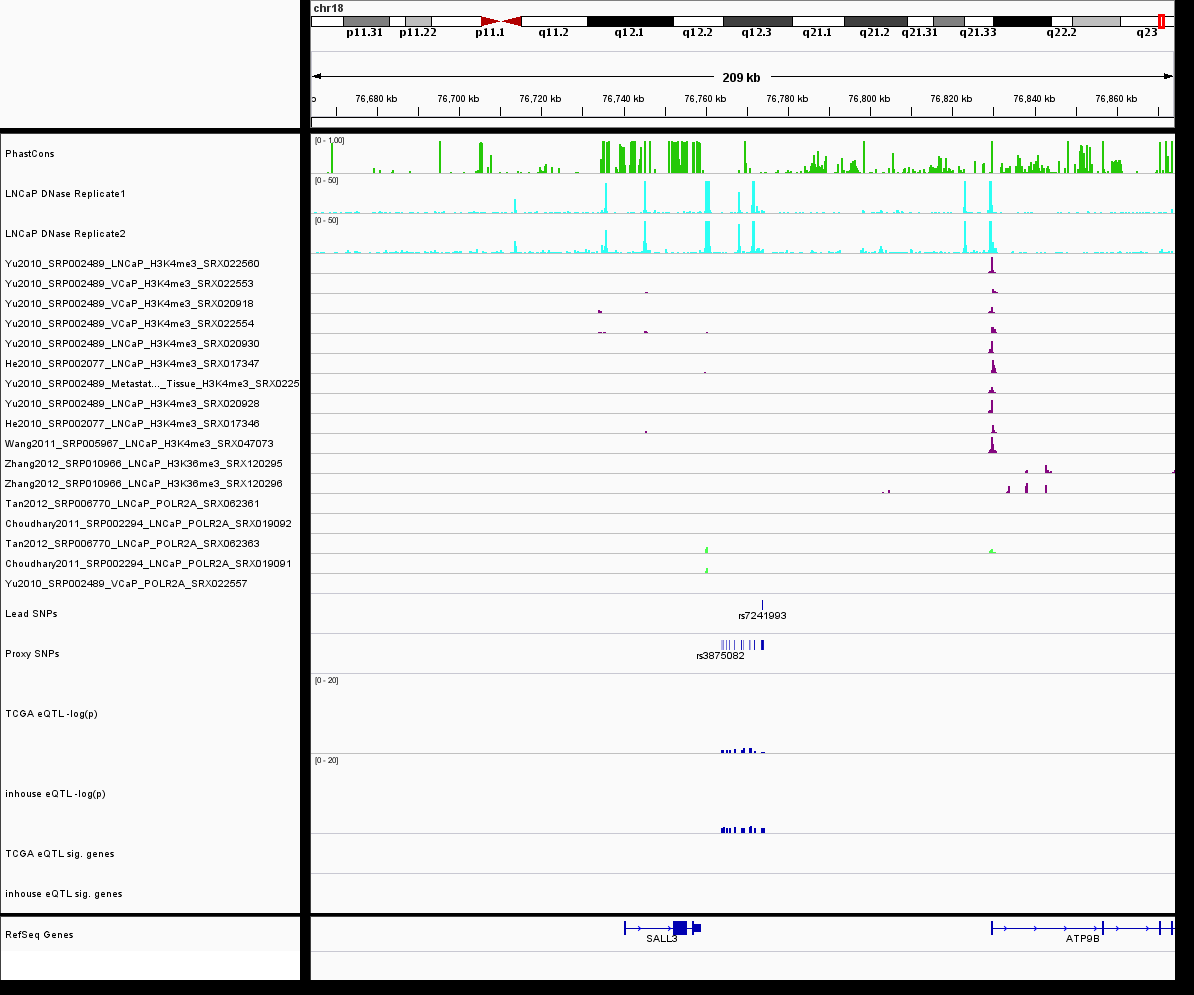 chr18
p11.31 p11.22 p11.1 q11.2 q12.1 q12.2 q12.3 q21.1 q21.2 q21.31 q21.33 q22.2 q23
209 kb
76,680 kb 76,700 kb 76,720 kb 76,740 kb 76,760 kb 76,780 kb 76,800 kb 76,820 kb 76,840 kb 76,860 kb
[0 - 1.00]
PhastCons
[0 - 50]
LNCaP DNase Replicate1
[0 - 50]
LNCaP DNase Replicate2
Yu2010_SRP002489_LNCaP_H3K4me3_SRX022560
Yu2010_SRP002489_VCaP_H3K4me3_SRX022553
Yu2010_SRP002489_VCaP_H3K4me3_SRX020918
Yu2010_SRP002489_VCaP_H3K4me3_SRX022554
Yu2010_SRP002489_LNCaP_H3K4me3_SRX020930
He2010_SRP002077_LNCaP_H3K4me3_SRX017347
Yu2010_SRP002489_Metastat..._Tissue_H3K4me3_SRX0225
Yu2010_SRP002489_LNCaP_H3K4me3_SRX020928
He2010_SRP002077_LNCaP_H3K4me3_SRX017346
Wang2011_SRP005967_LNCaP_H3K4me3_SRX047073
Zhang2012_SRP010966_LNCaP_H3K36me3_SRX120295
Zhang2012_SRP010966_LNCaP_H3K36me3_SRX120296
Tan2012_SRP006770_LNCaP_POLR2A_SRX062361
Choudhary2011_SRP002294_LNCaP_POLR2A_SRX019092
Tan2012_SRP006770_LNCaP_POLR2A_SRX062363
Choudhary2011_SRP002294_LNCaP_POLR2A_SRX019091
Yu2010_SRP002489_VCaP_POLR2A_SRX022557
Lead SNPs
rs7241993
Proxy SNPs
rs3875082
[0 - 20]
TCGA eQTL -log(p)
[0 - 20]
inhouse eQTL -log(p)
TCGA eQTL sig. genes
inhouse eQTL sig. genes
RefSeq Genes
SALL3 ATP9B